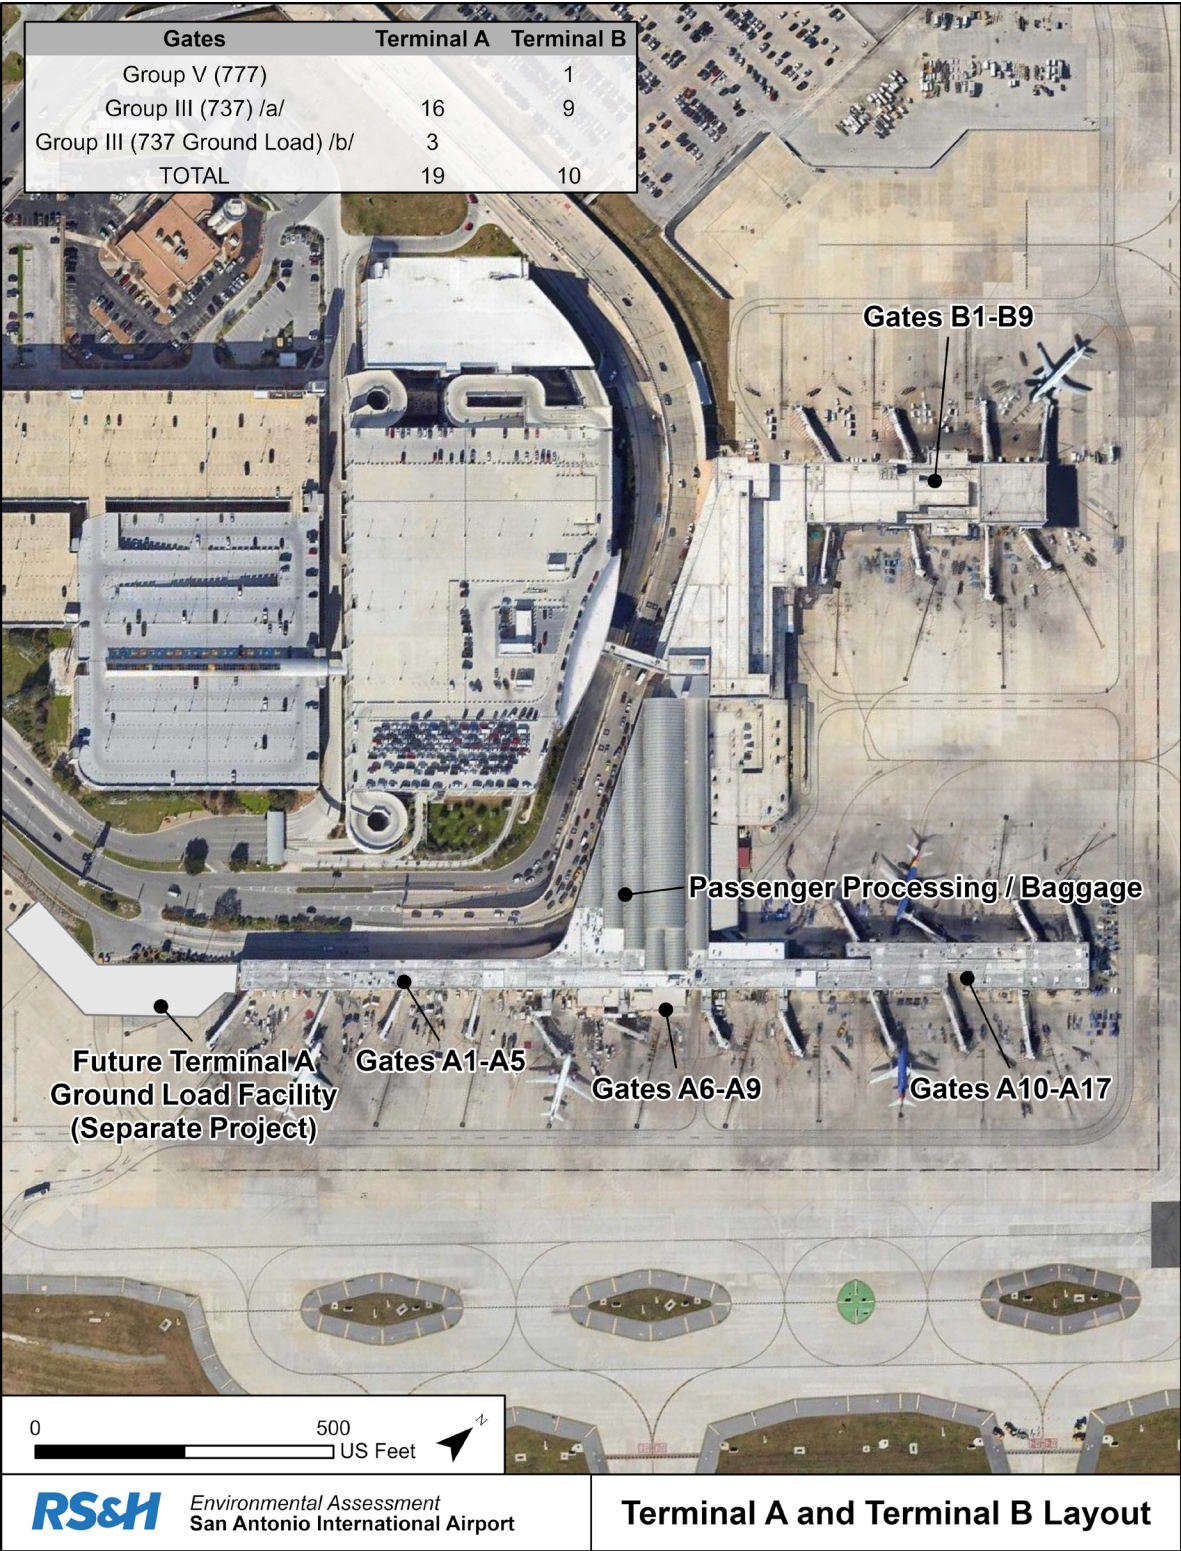 Gates Terminal A Terminal B
Group V (777) 1
Group III (737) /a/ 16 9
Group III (737 Ground Load) /b/ 3
TOTAL 19 10
Gates B1-B9
Passenger Processing / Baggage
Future Terminal A
Ground Load Facility
(Separate Project)
Gates A1-A5
Gates A6-A9
Gates A10-A17
0 500
US Feet
N
RS&H
Environmental Assessment
San Antonio International Airport
Terminal A and Terminal B Layout